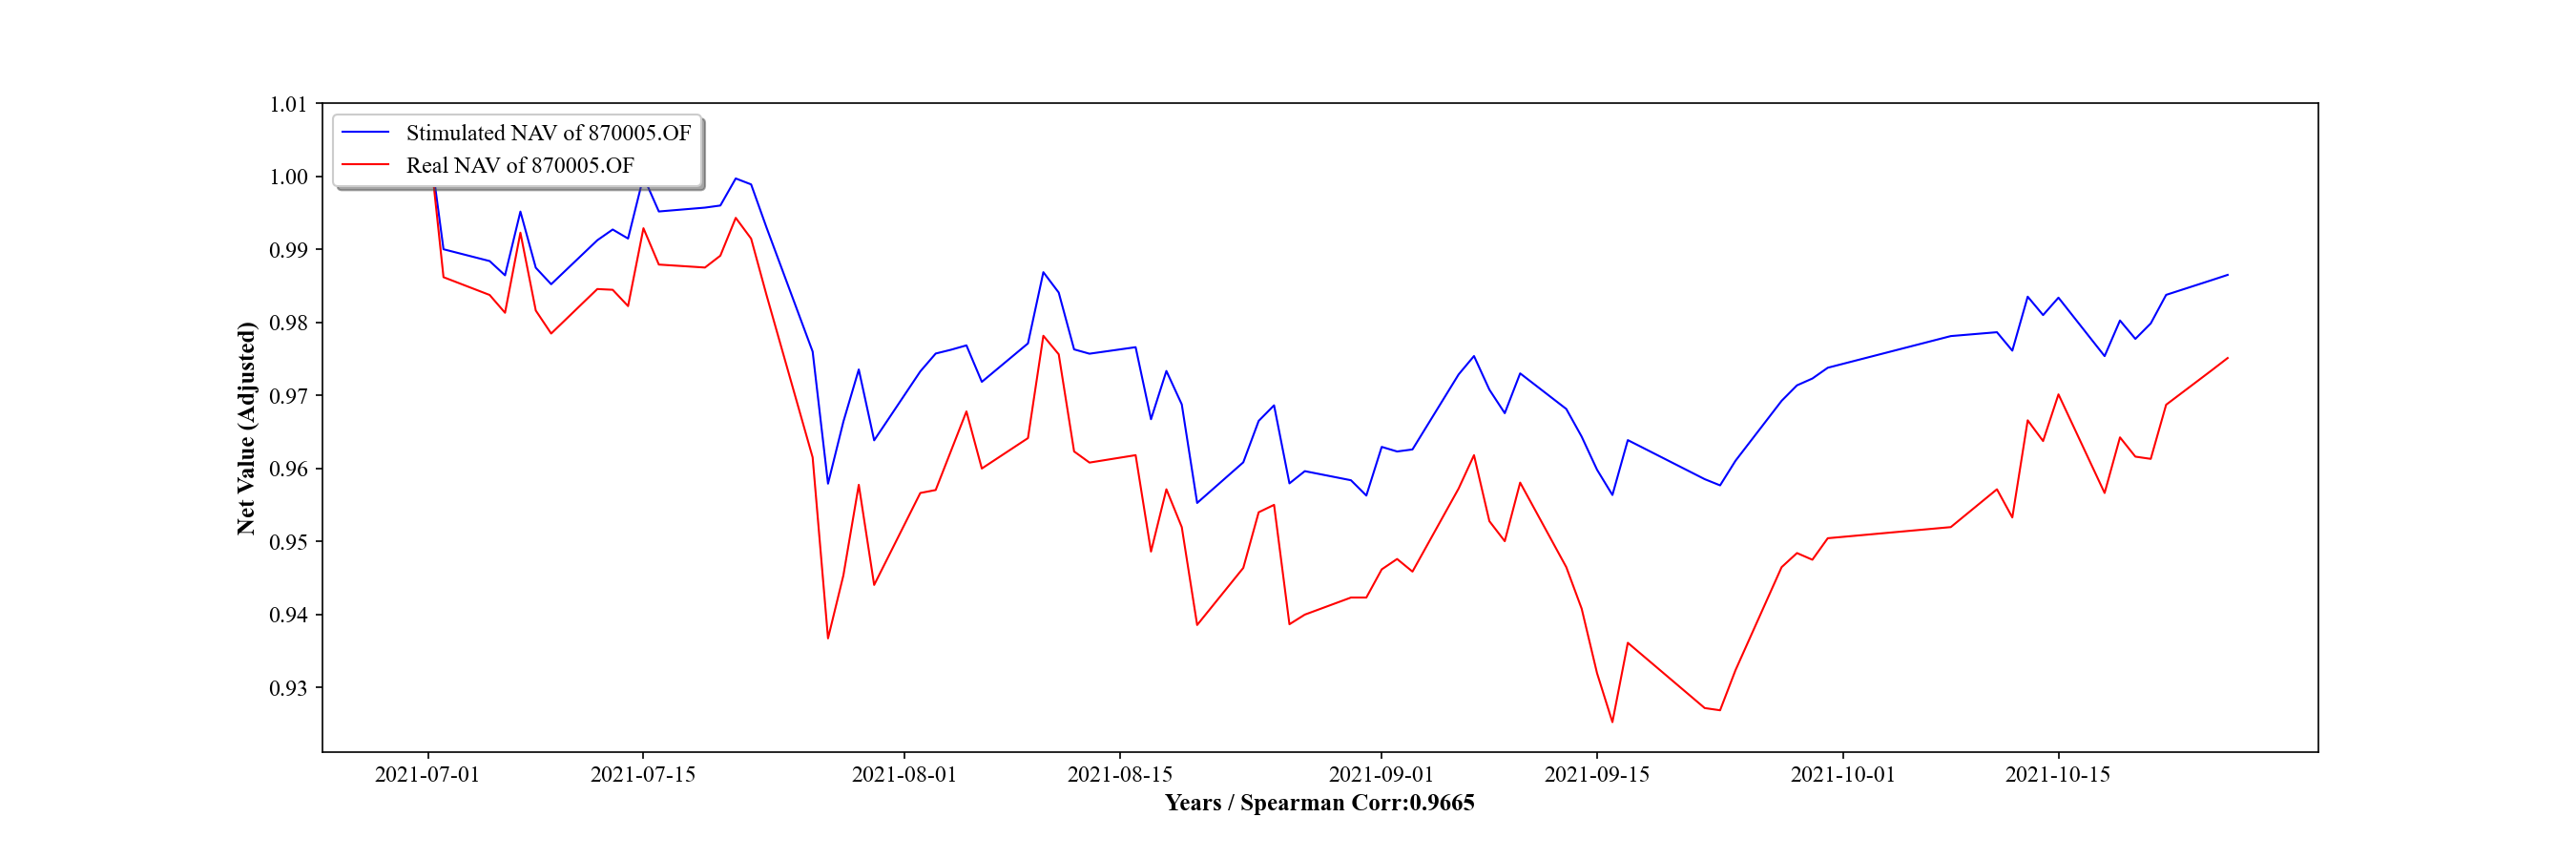 1.01
1.00
0.99
0.98
0.97
0.96
0.95
0.94
0.93
Net Value (Adjusted)
Stimulated NAV of 870005.OF
Real NAV of 870005.OF
2021-07-01 2021-07-15 2021-08-01 2021-08-15 2021-09-01 2021-09-15 2021-10-01 2021-10-15
Years / Spearman Corr:0.9665